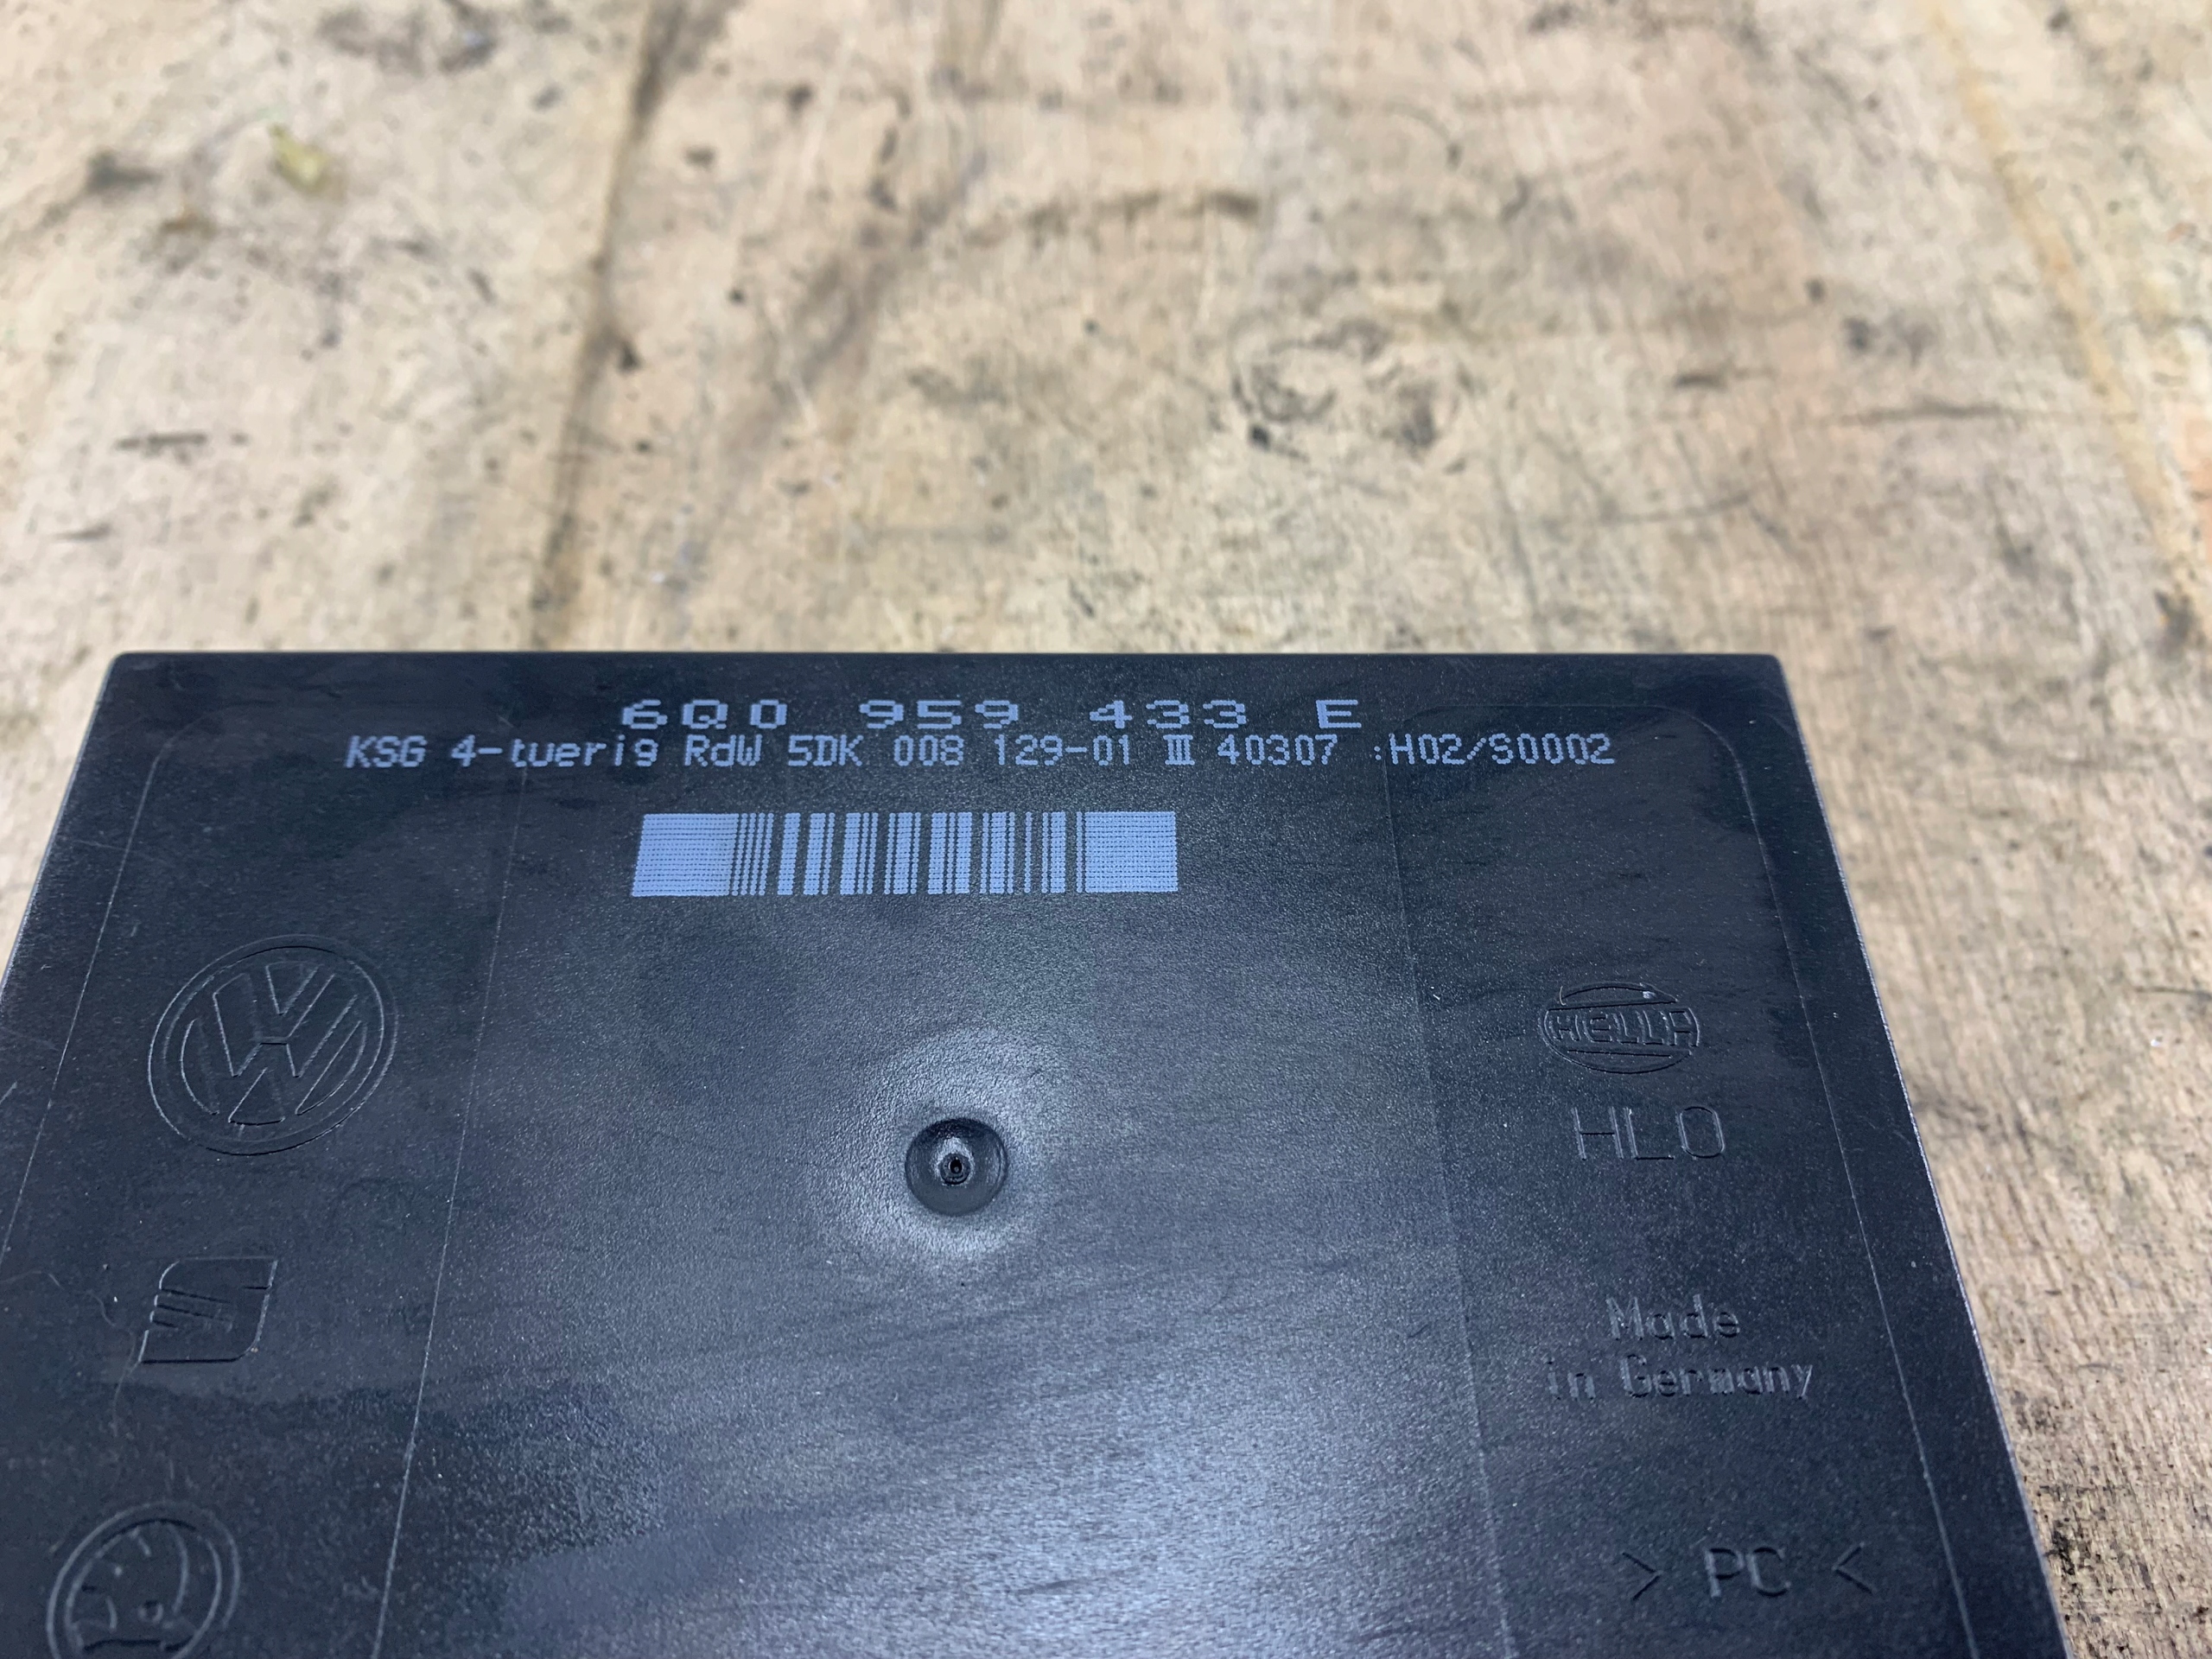 6Q0 959 433 E
KSG 4-tuerig RdW 5DK 008 129-01 III 40307 :H02/S0002
HELLA
HLO
Made
in Germany
> PC <